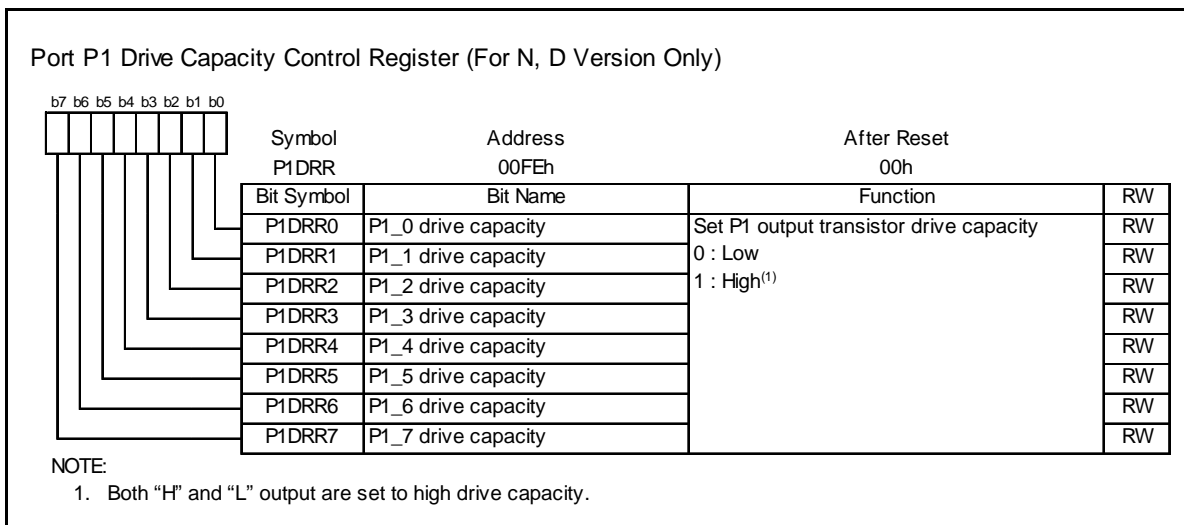 Port P1 Drive Capacity Control Register (For N, D Version Only)
b7 b6 b5 b4 b3 b2 b1 b0
Symbol Address After Reset
P1DRR 00FEh 00h
Bit Symbol Bit Name Function RW
P1DRR0 P1_0 drive capacity Set P1 output transistor drive capacity RW
P1DRR1 P1_1 drive capacity 0 : Low RW
P1DRR2 P1_2 drive capacity 1 : High(1) RW
P1DRR3 P1_3 drive capacity RW
P1DRR4 P1_4 drive capacity RW
P1DRR5 P1_5 drive capacity RW
P1DRR6 P1_6 drive capacity RW
P1DRR7 P1_7 drive capacity RW
NOTE:
1. Both “H” and “L” output are set to high drive capacity.